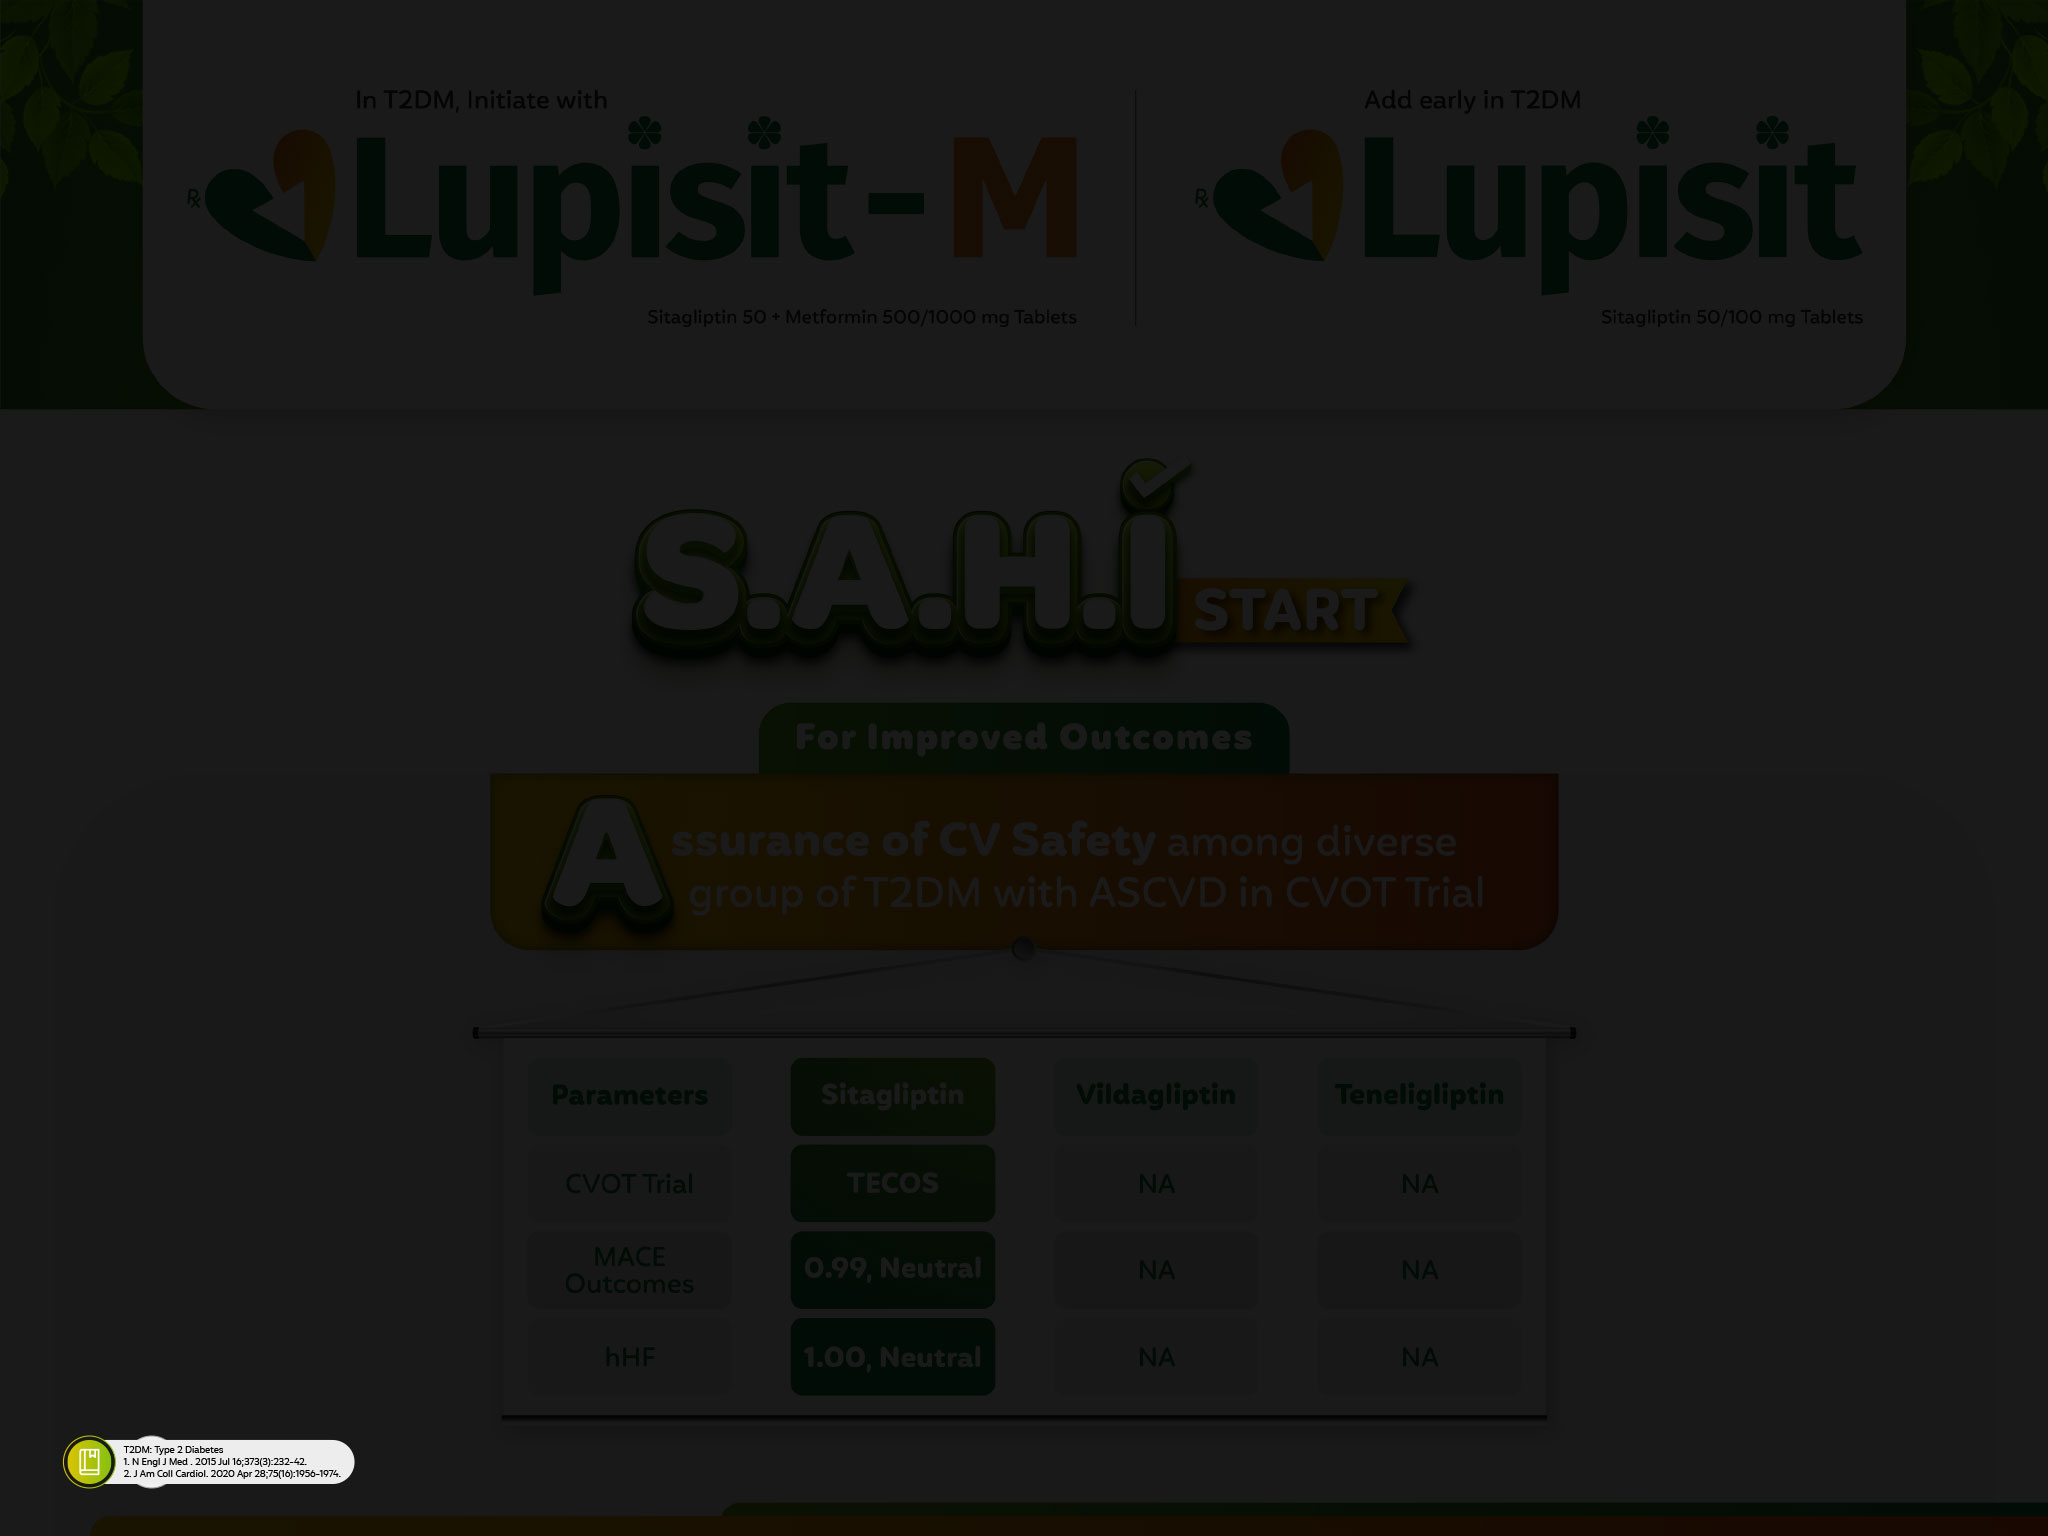 In T2DM, Initiate with
Rx Lupisit-M
Sitagliptin 50 + Metformin 500/1000 mg Tablets
Add early in T2DM
Rx Lupisit
Sitagliptin 50/100 mg Tablets
S.A.H.I START
For Improved Outcomes
Assurance of CV Safety among diverse
group of T2DM with ASCVD in CVOT Trial
Parameters Sitagliptin Vildagliptin Teneligliptin
CVOT Trial TECOS NA NA
MACE
Outcomes 0.99, Neutral NA NA
hHF 1.00, Neutral NA NA
T2DM: Type 2 Diabetes
1. N Engl J Med . 2015 Jul 16;373(3):232-42.
2. J Am Coll Cardiol. 2020 Apr 28;75(16):1956-1974.